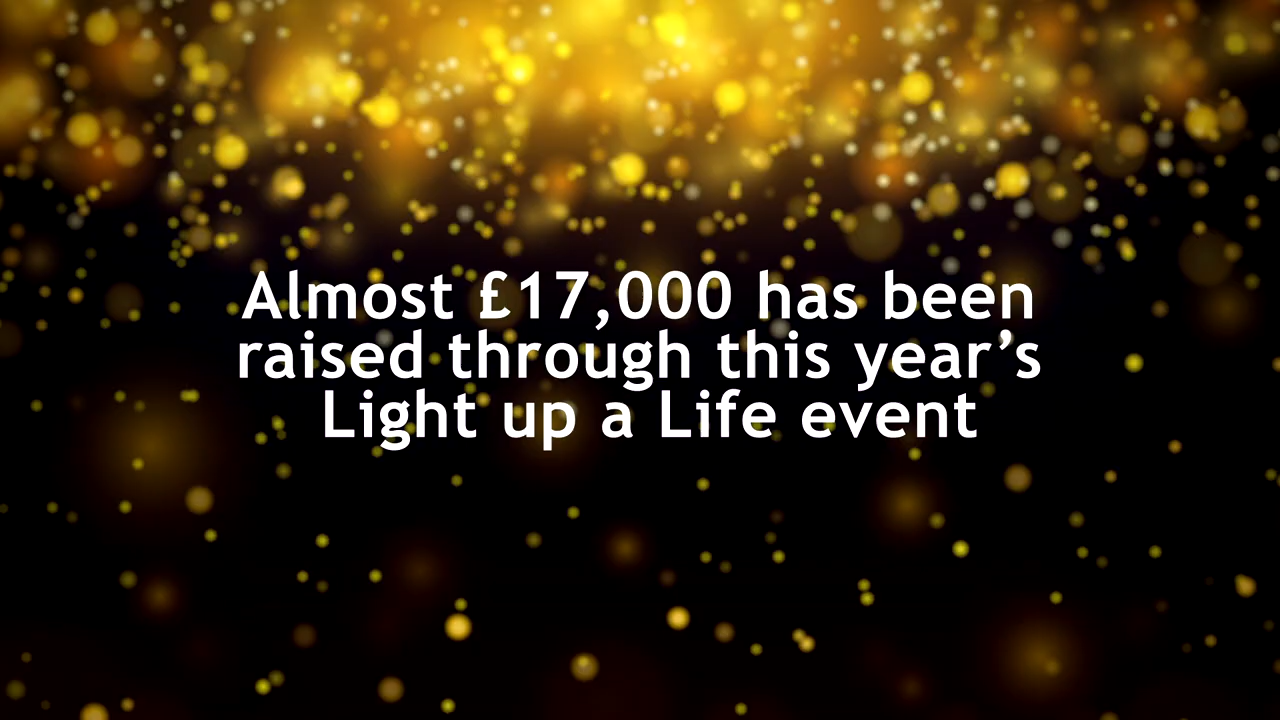 Almost £17,000 has been
raised through this year’s
Light up a Life event